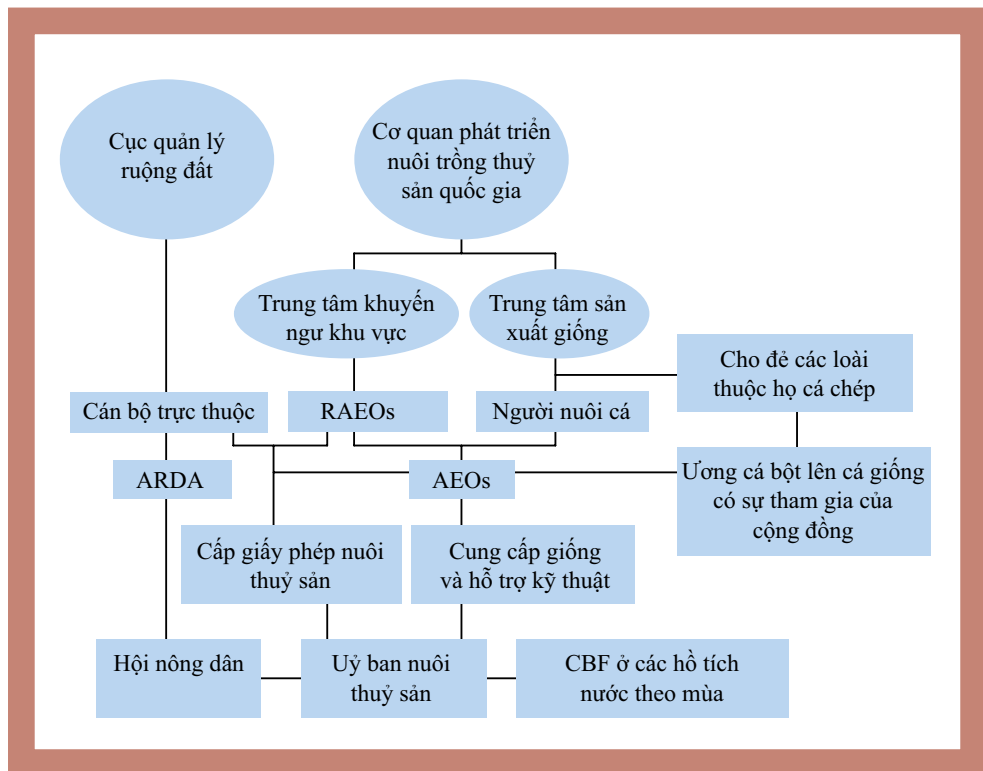 Cục quản lý
ruộng đất
Cơ quan phát triển
nuôi trồng thuỷ
sản quốc gia
Trung tâm khuyến
ngư khu vực
Trung tâm sản
xuất giống
Cho đẻ các loài
thuộc họ cá chép
Cán bộ trực thuộc
RAEOs
Người nuôi cá
ARDA
AEOs
Ương cá bột lên cá giống
có sự tham gia của
cộng đồng
Cấp giấy phép nuôi
thuỷ sản
Cung cấp giống
và hỗ trợ kỹ thuật
Hội nông dân
Uỷ ban nuôi
thuỷ sản
CBF ở các hồ tích
nước theo mùa